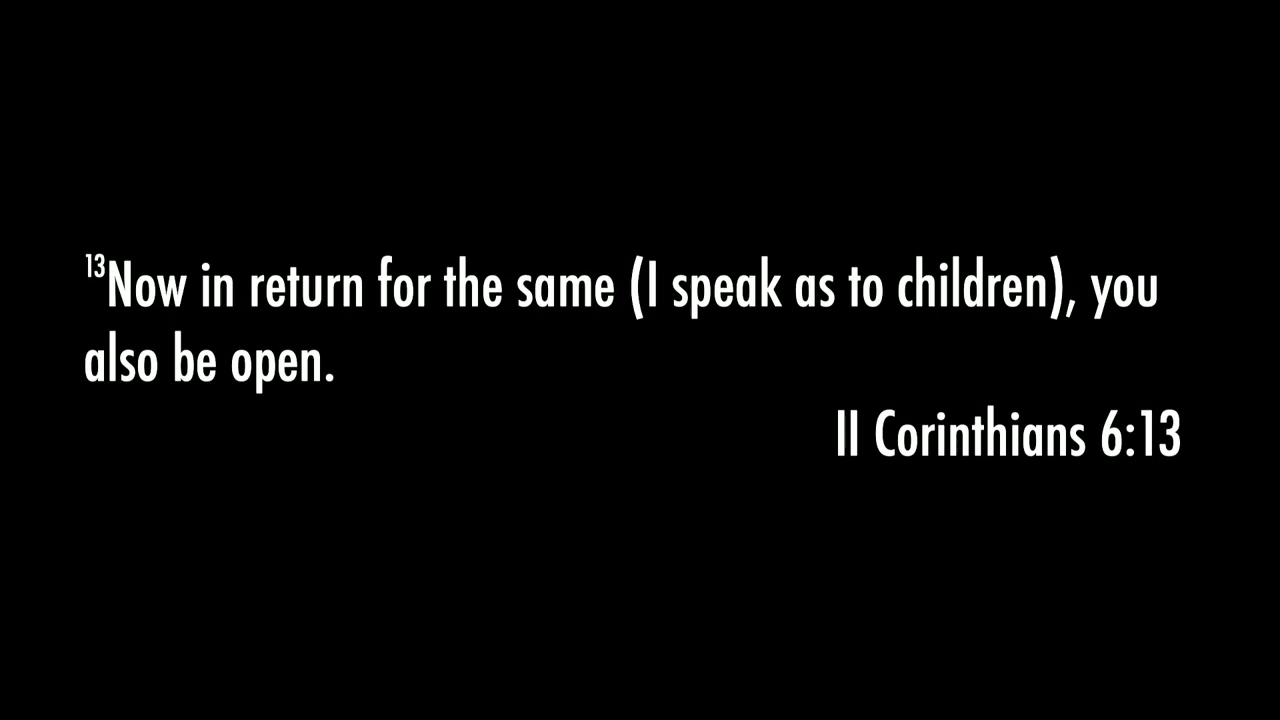 13Now in return for the same (I speak as to children), you
also be open.
II Corinthians 6:13